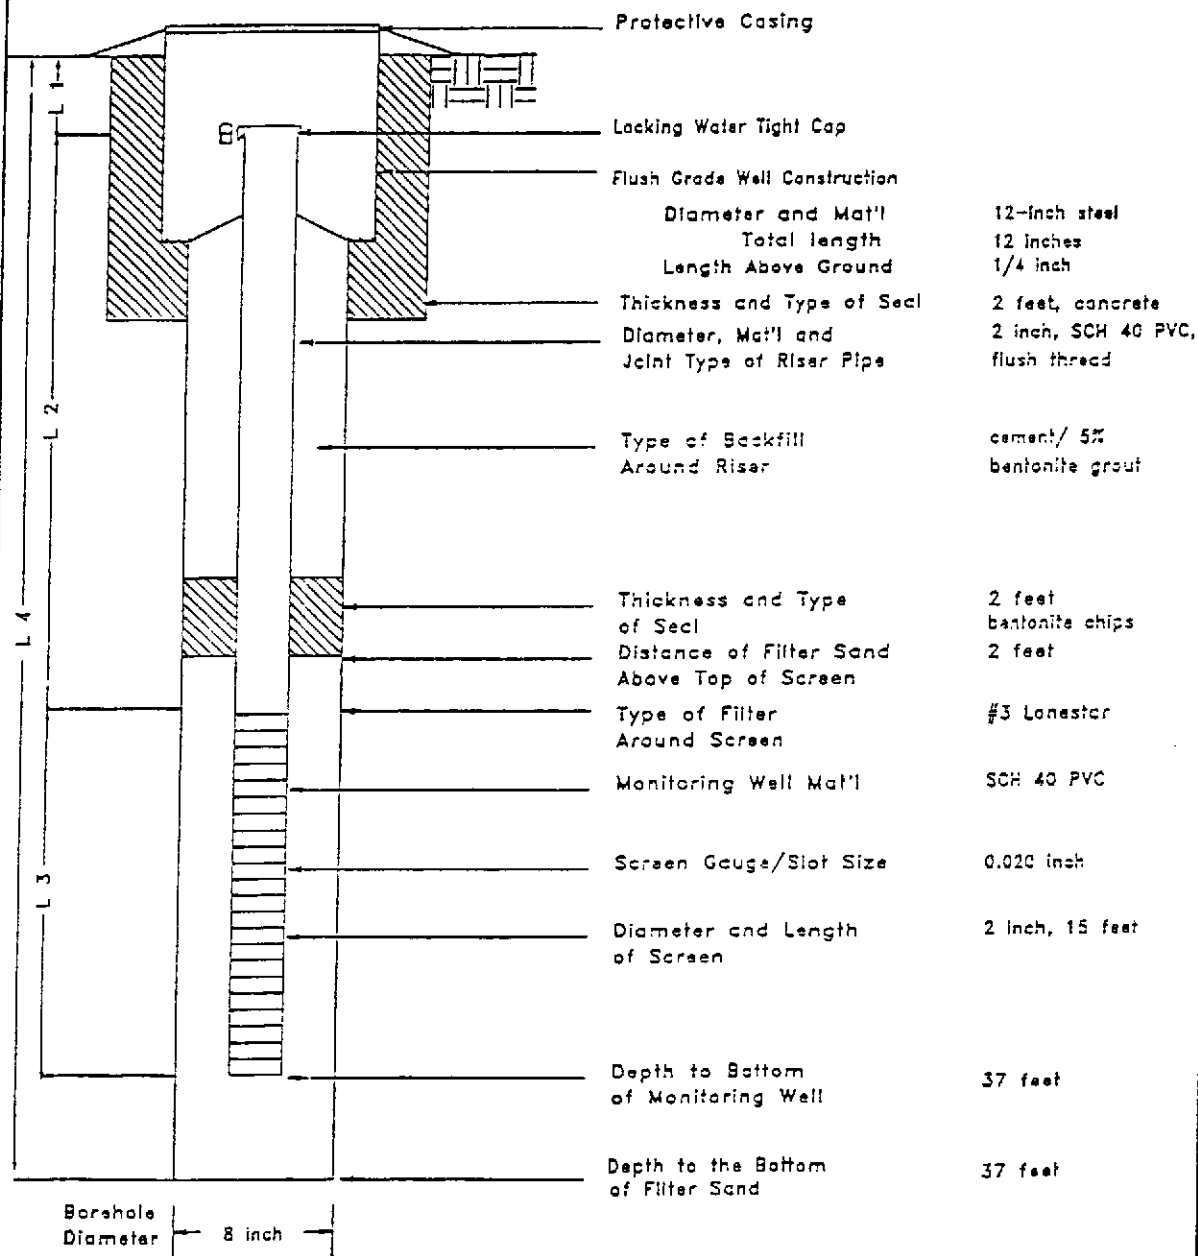 Protective Casing
L 1
Locking Water Tight Cap
Flush Grade Well Construction
Diameter and Mat'l 12-inch steel
Total length 12 inches
Length Above Ground 1/4 inch
Thickness and Type of Seal 2 feet, concrete
Diameter, Mat'l and 2 inch, SCH 40 PVC,
Joint Type of Riser Pipe flush thread
L 2
Type of Backfill cement/ 5%
Around Riser bentonite grout
L 4
Thickness and Type 2 feet
of Seal bentonite chips
Distance of Filter Sand 2 feet
Above Top of Screen
Type of Filter #3 Lonestar
Around Screen
Monitoring Well Mat'l SCH 40 PVC
L 3
Screen Gauge/Slot Size 0.020 inch
Diameter and Length 2 inch, 15 feet
of Screen
Depth to Bottom 37 feet
of Monitoring Well
Depth to the Bottom 37 feet
of Filter Sand
Borehole
Diameter 8 inch